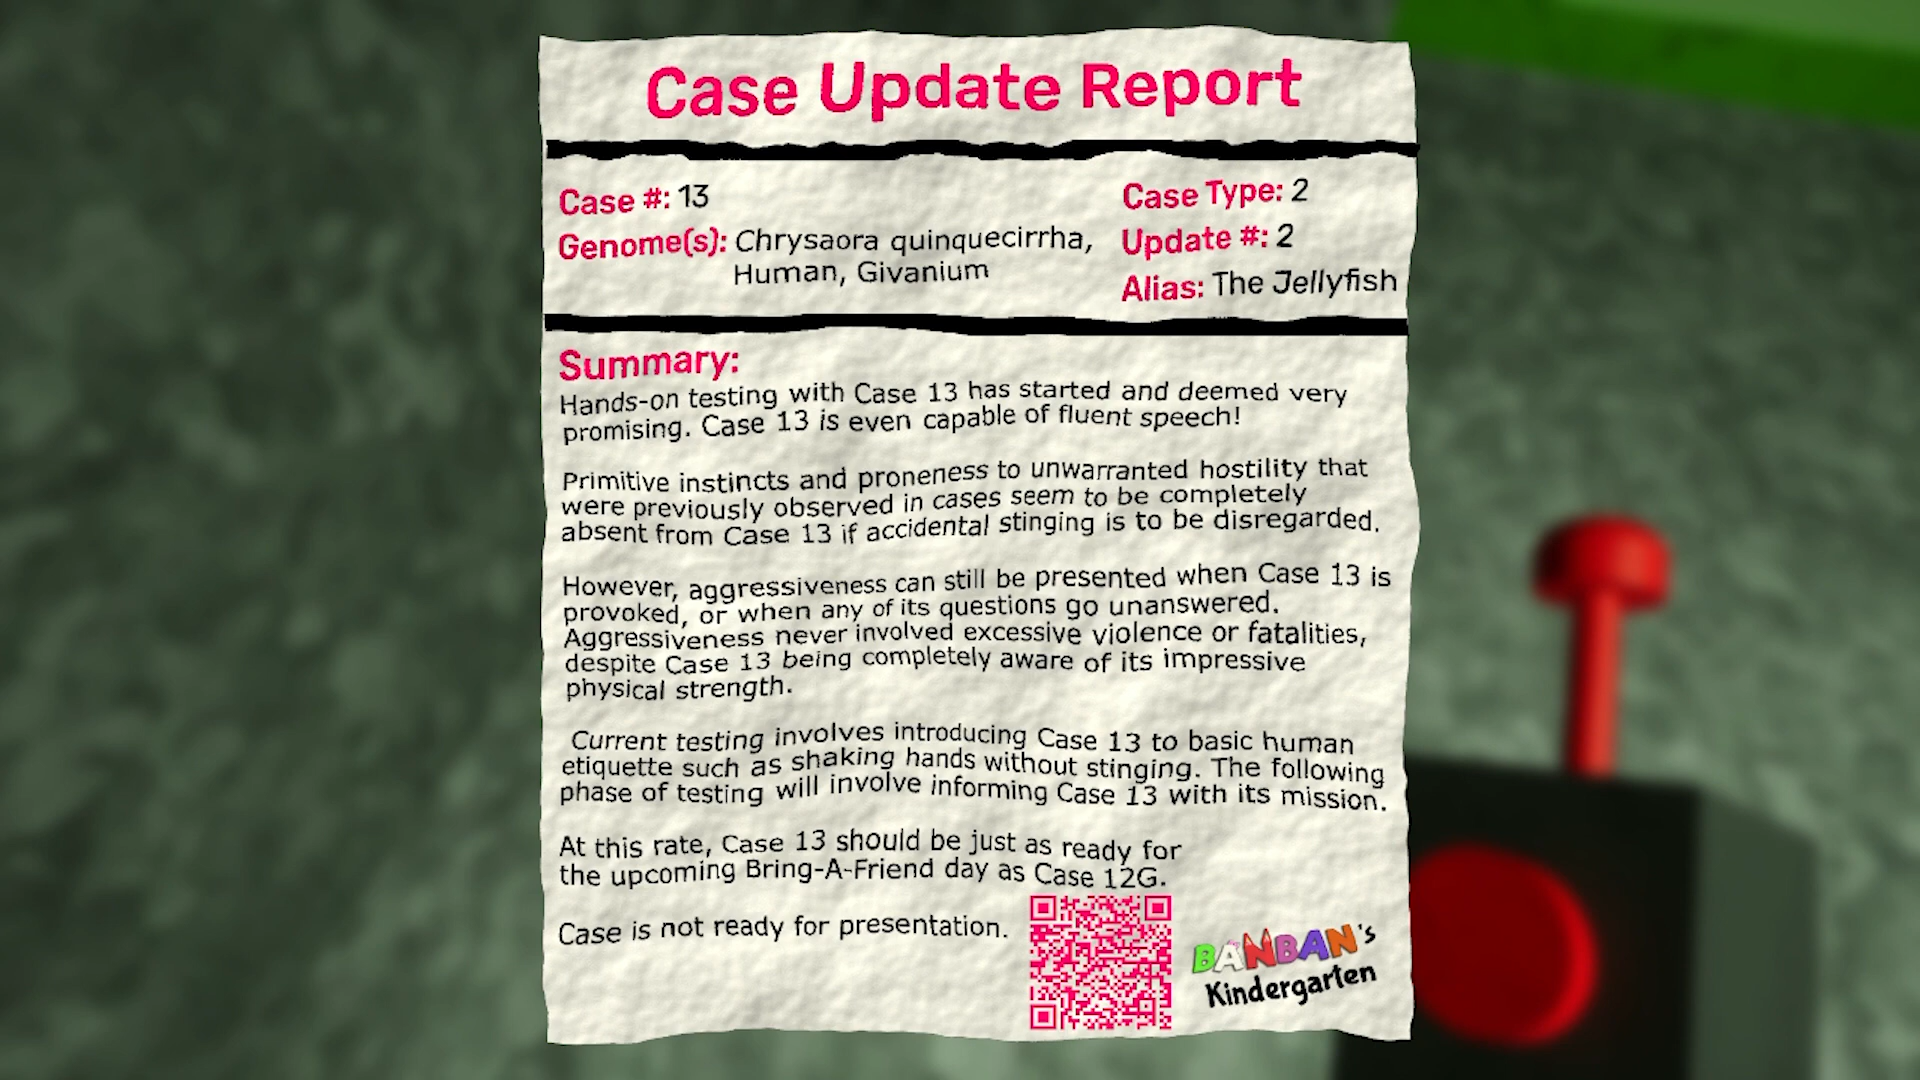 Case Update Report
Case #: 13
Genome(s): Chrysaora quinquecirrha,
Human, Givanium
Case Type: 2
Update #: 2
Alias: The Jellyfish
Summary:
Hands-on testing with Case 13 has started and deemed very
promising. Case 13 is even capable of fluent speech!
Primitive instincts and proneness to unwarranted hostility that
were previously observed in cases seem to be completely
absent from Case 13 if accidental stinging is to be disregarded.
However, aggressiveness can still be presented when Case 13 is
provoked, or when any of its questions go unanswered.
Aggressiveness never involved excessive violence or fatalities,
despite Case 13 being completely aware of its impressive
physical strength.
Current testing involves introducing Case 13 to basic human
etiquette such as shaking hands without stinging. The following
phase of testing will involve informing Case 13 with its mission.
At this rate, Case 13 should be just as ready for
the upcoming Bring-A-Friend day as Case 12G.
Case is not ready for presentation.
BANBAN's
Kindergarten